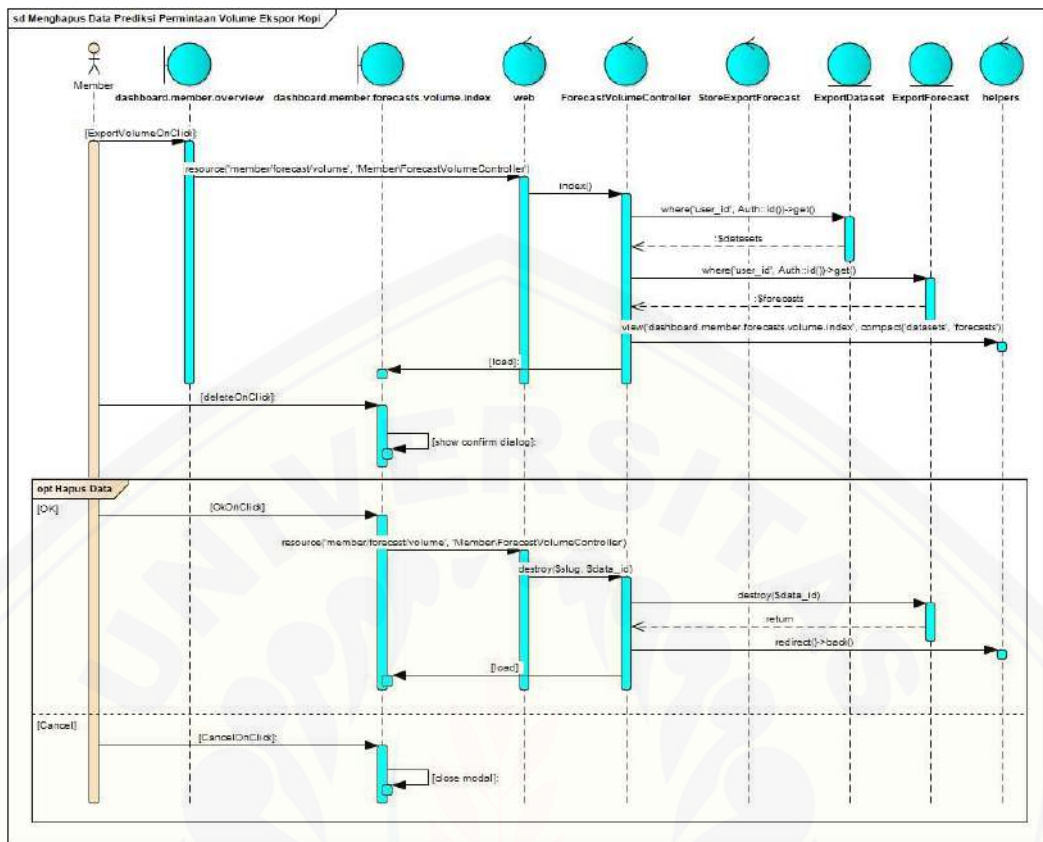 sd Menghapus Data Prediksi Permintaan Volume Ekspor Kopi
Member
dashboard.member.overview
dashboard.member.forecasts.volume.index
web
ForecastVolumeController
StoreExportForecast
ExportDataset
ExportForecast
helpers
[ExportVolumeOnClick]:
resource('member/forecast/volume', 'Member\ForecastVolumeController')
index()
where('user_id', Auth::id())->get()
:$datasets
where('user_id', Auth::id())->get()
:$forecasts
view('dashboard.member.forecasts.volume.index', compact('datasets', 'forecasts'))
[load]:
[deleteOnClick]:
[show confirm dialog]:
opt Hapus Data
[OK]
[OkOnClick]
resource('member/forecast/volume', 'Member\ForecastVolumeController')
destroy($slug, $data_id)
destroy($data_id)
return
redirect()->back()
[load]
[Cancel]
[CancelOnClick]:
[close modal]:
UNIVERSITAS